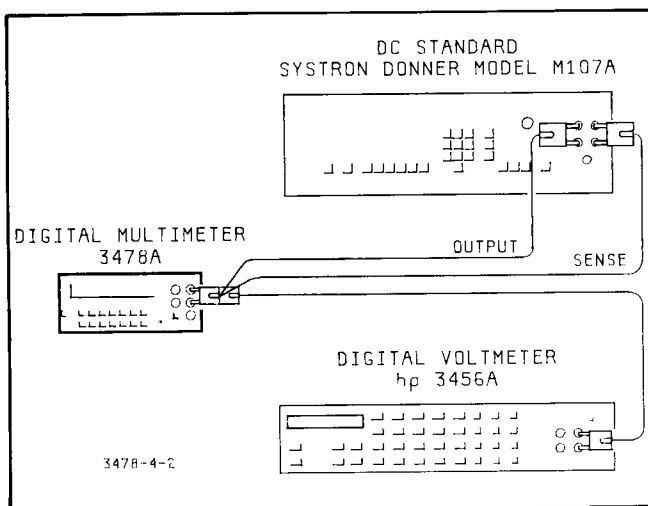 DC STANDARD
SYSTRON DONNER MODEL M107A
DIGITAL MULTIMETER
3478A
OUTPUT
SENSE
DIGITAL VOLTMETER
hp 3456A
3478-4-2